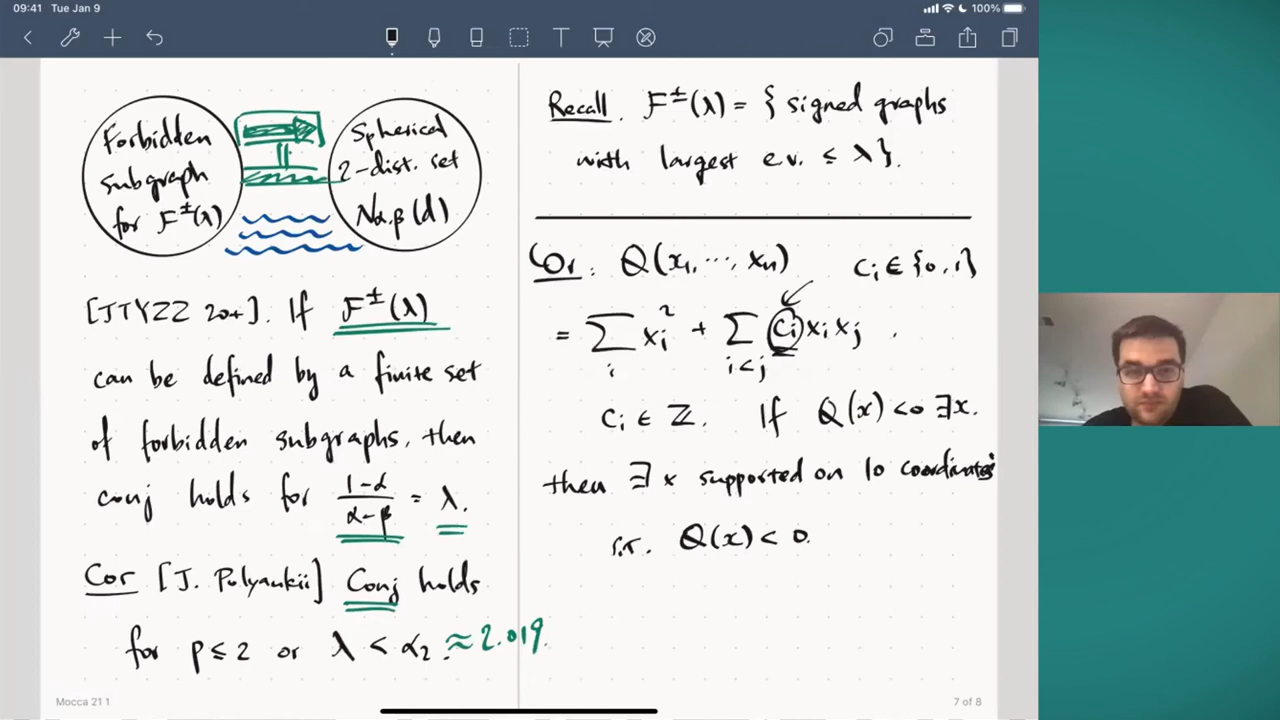 09:41 Tue Jan 9
100%
Forbidden
subgraph
for F±(λ)
Spherical
2-dist. set
Nα,β(d)
[JTYZZ 20+]. If F±(λ)
can be defined by a finite set
of forbidden subgraphs, then
conj holds for (1-α)/(α-β) = λ.
Cor [J. Polyanskii] Conj holds
for p ≤ 2 or λ < α₂ ≈ 2.019.
Recall. F±(λ) = { signed graphs
with largest e.v. ≤ λ}.
Cor. Q(x₁, ..., xₙ) cᵢ ∈ {0, 1}
= Σᵢ xᵢ² + Σ_{i<j} cᵢ xᵢ xⱼ.
cᵢ ∈ ℤ. If Q(x) < 0 ∃x.
then ∃ x supported on 10 coordinates
s.t. Q(x) < 0.
Mocca 21 1
7 of 8